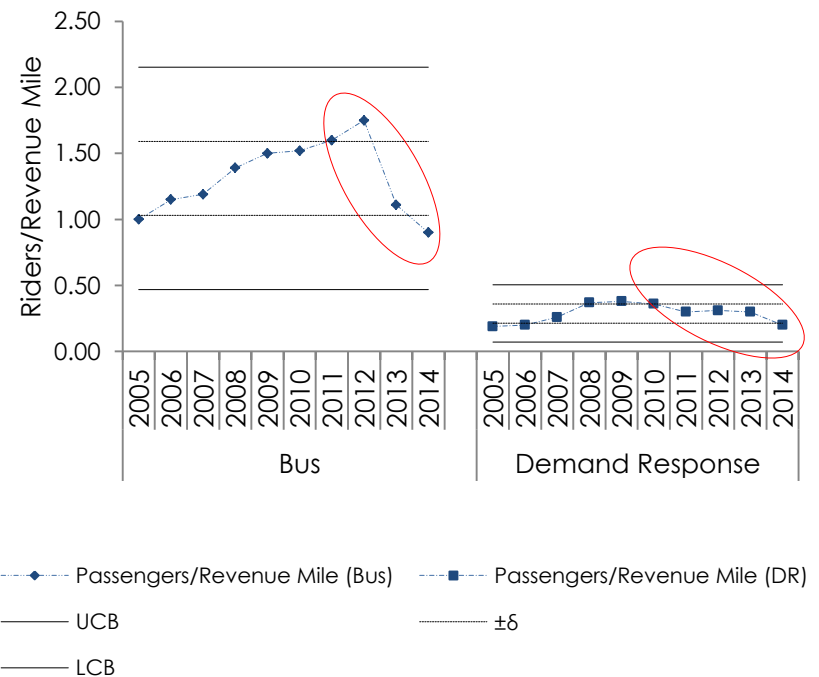 Riders/Revenue Mile
2.50
2.00
1.50
1.00
0.50
0.00
2005 2006 2007 2008 2009 2010 2011 2012 2013 2014 2005 2006 2007 2008 2009 2010 2011 2012 2013 2014
Bus Demand Response
Passengers/Revenue Mile (Bus) Passengers/Revenue Mile (DR)
UCB ±δ
LCB